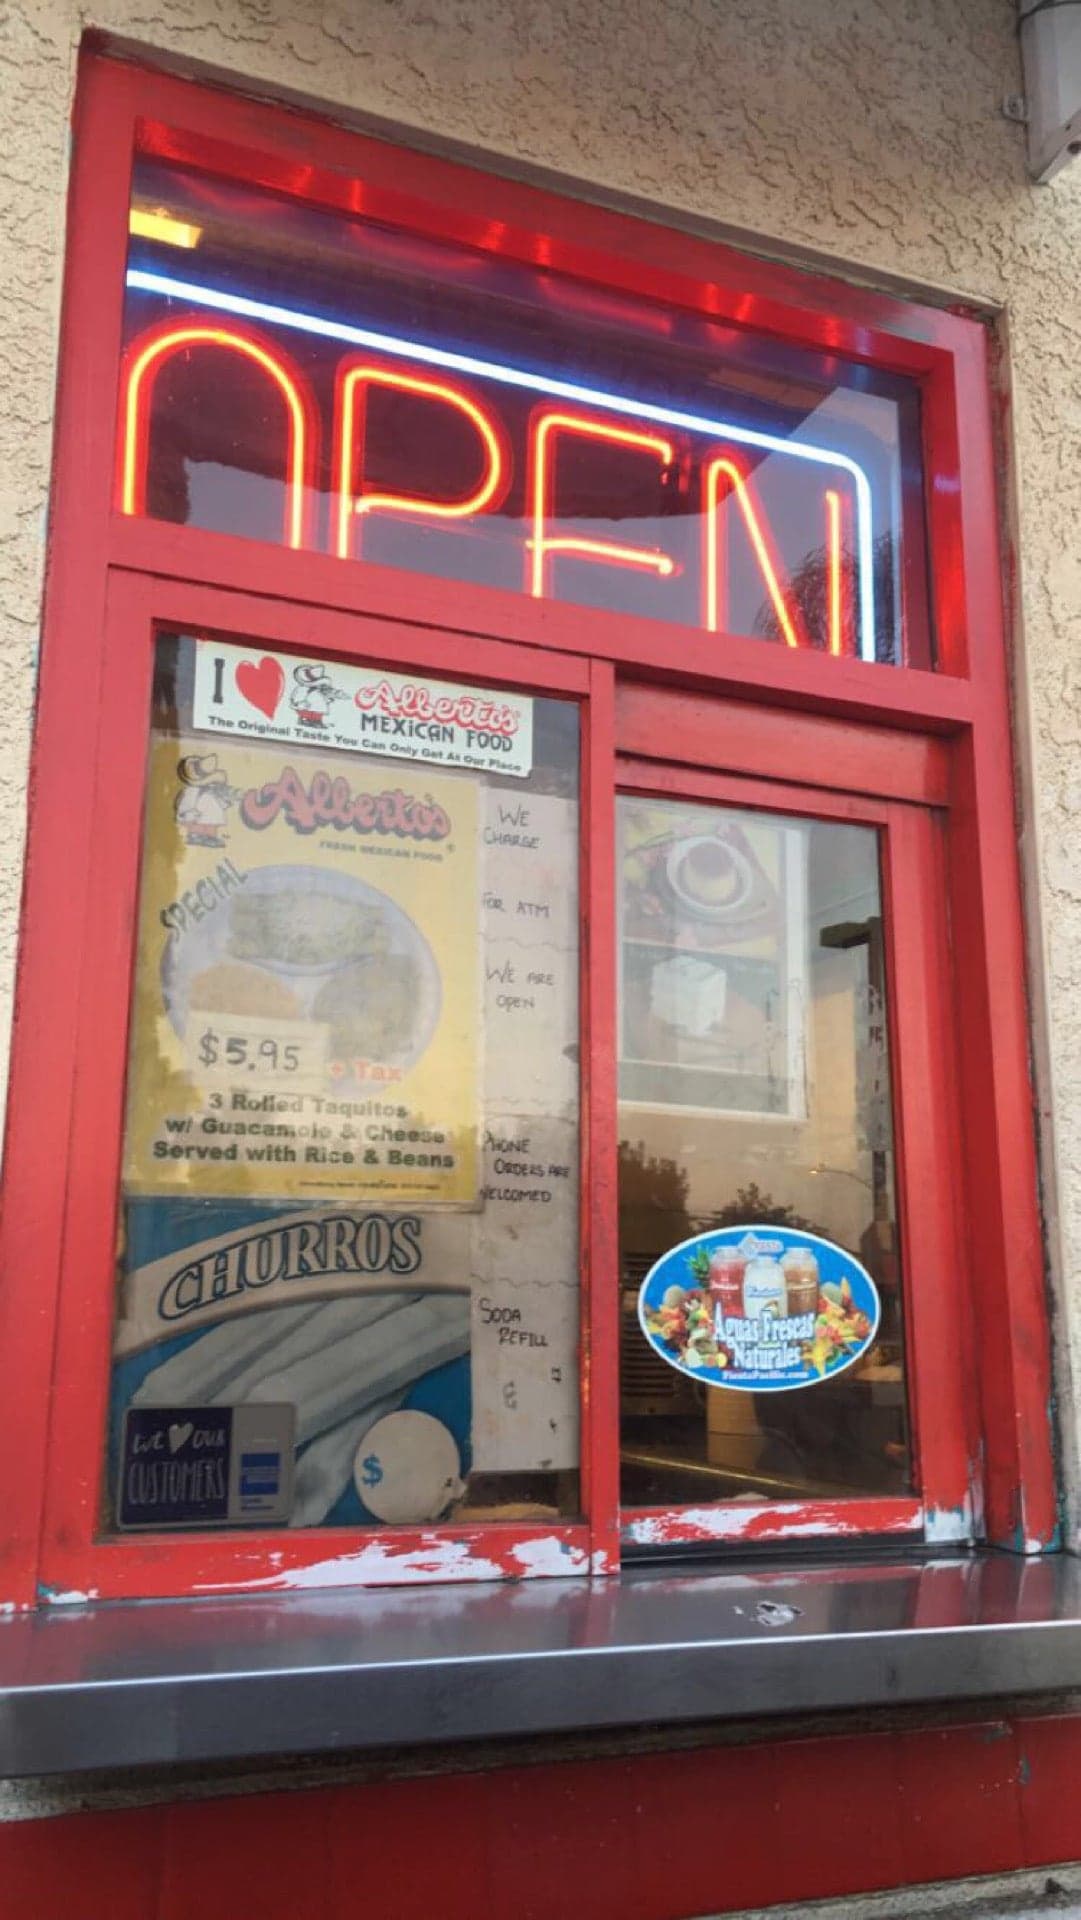 OPEN
I ❤ Alberto's
MEXICAN FOOD
The Original Taste You Can Only Get At Our Place
Alberto's
FRESH MEXICAN FOOD
SPECIAL
$5.95
+ Tax
3 Rolled Taquitos
w/ Guacamole & Cheese
Served with Rice & Beans
WE
CHARGE
FOR ATM
WE ARE
OPEN
PHONE
ORDERS ARE
WELCOMED
SODA
REFILL
CHURROS
$
WE ❤ OUR
CUSTOMERS
Aguas Frescas
Naturales
FiestaPacific.com